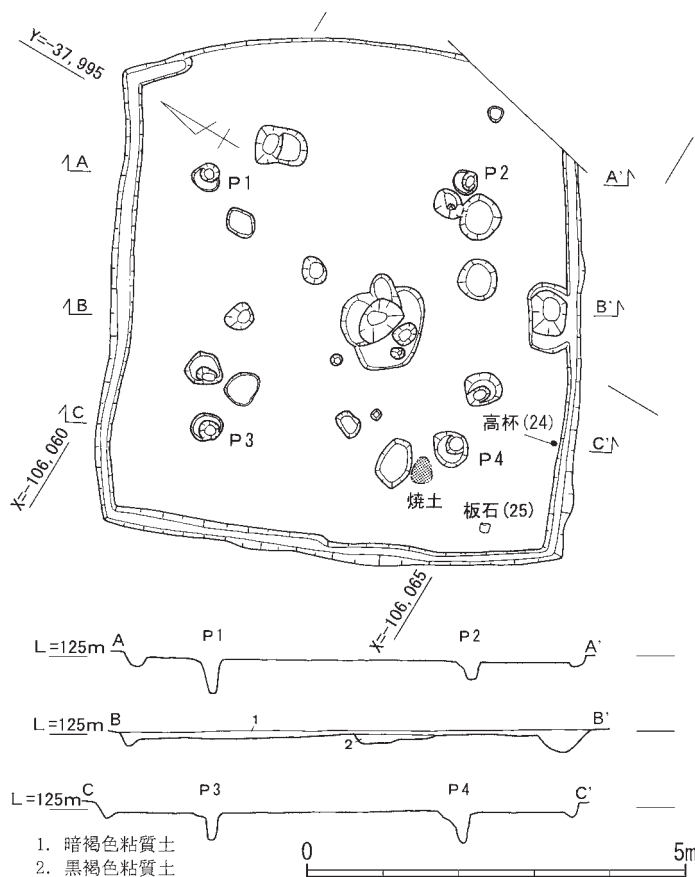 Y=-37,995
A
P1
P2
A'
B
B'
C
P3
高杯(24)
C'
P4
X=-106,060
焼土
板石(25)
X=-106,065
L=125m
A
P1
P2
A'
L=125m
B
1
2
B'
L=125m
C
P3
P4
C'
1. 暗褐色粘質土
2. 黒褐色粘質土
0
5m